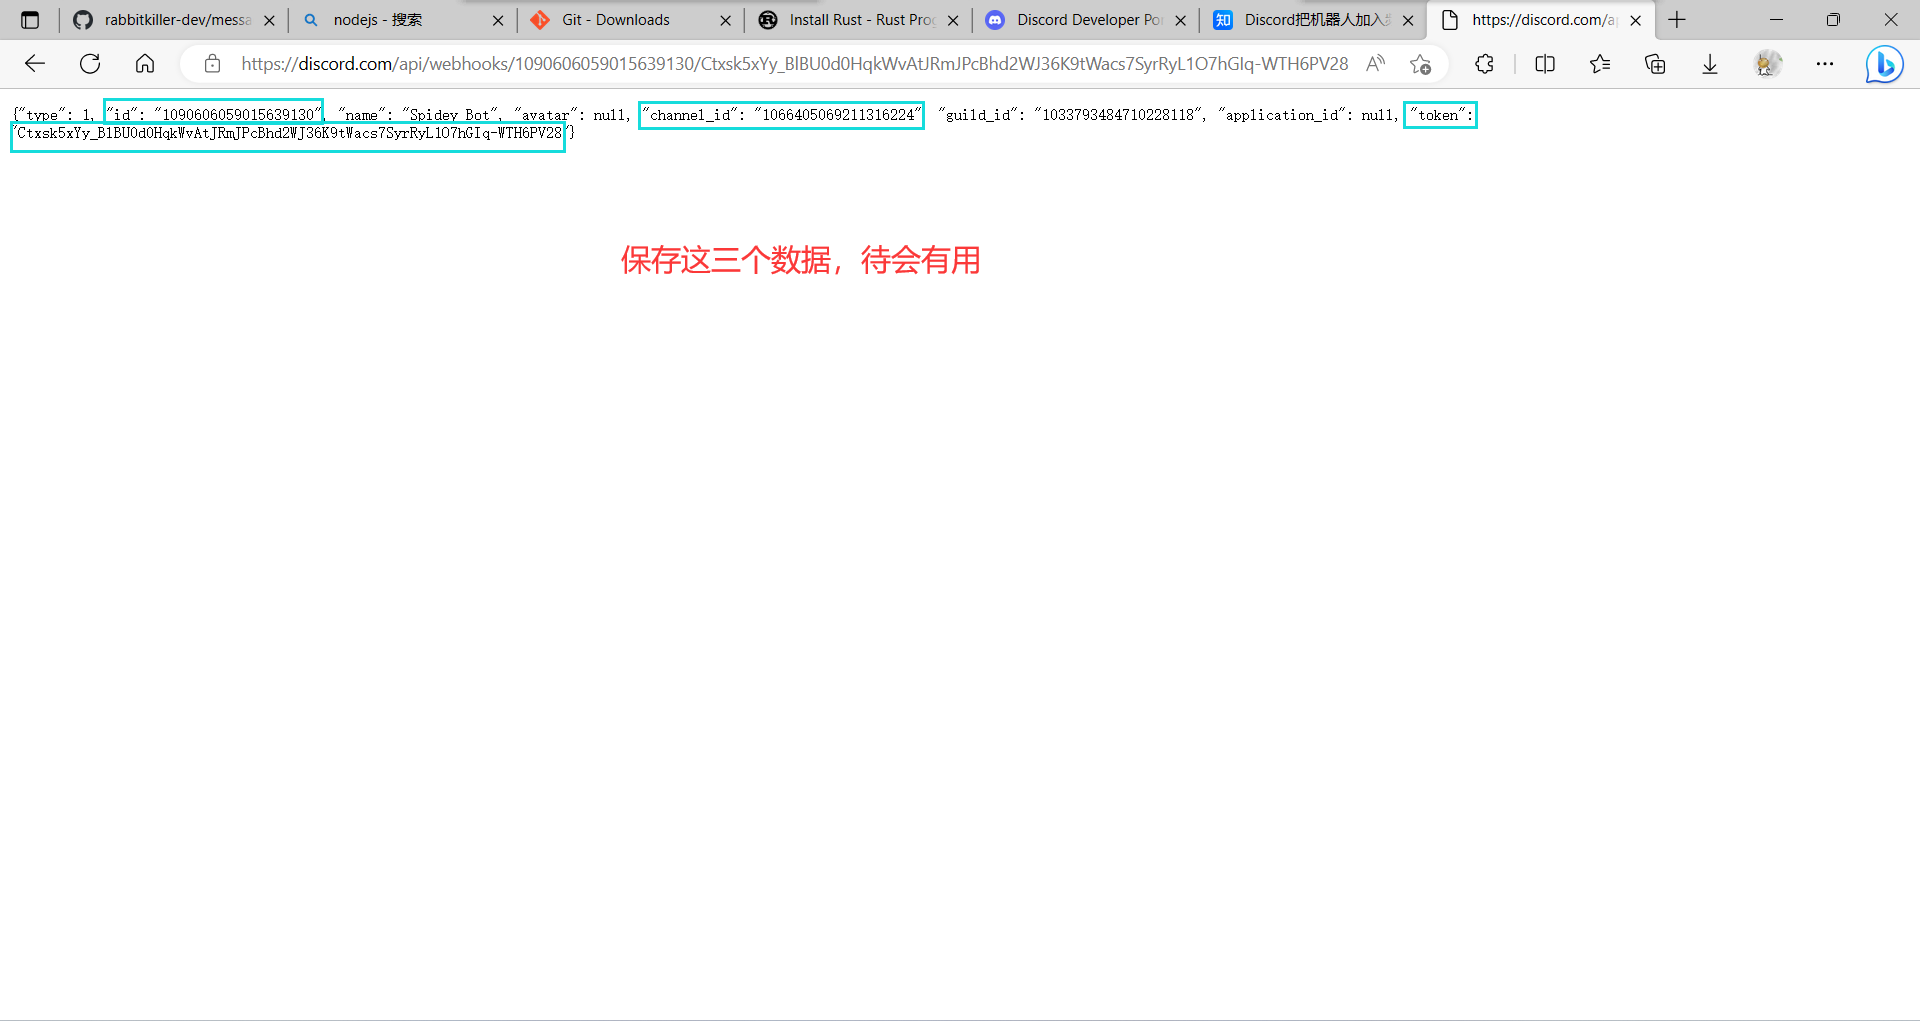 rabbitkiller-dev/messa
nodejs - 搜索
Git - Downloads
Install Rust - Rust Prog
Discord Developer Po
Discord把机器人加入
https://discord.com/a
https://discord.com/api/webhooks/1090606059015639130/Ctxsk5xYy_BlBU0d0HqkWvAtJRmJPcBhd2WJ36K9tWacs7SyrRyL1O7hGIq-WTH6PV28
{"type": 1, "id": "1090606059015639130", "name": "Spidey Bot", "avatar": null, "channel_id": "1066405069211316224" "guild_id": "1033793484710228118", "application_id": null, "token":
"Ctxsk5xYy_BlBU0d0HqkWvAtJRmJPcBhd2WJ36K9tWacs7SyrRyL1O7hGIq-WTH6PV28"}
保存这三个数据，待会有用